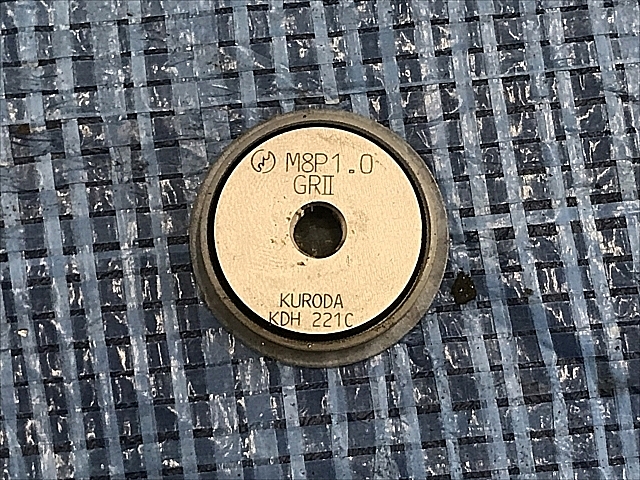 M8P1.0
GRII
KURODA
KDH 221C